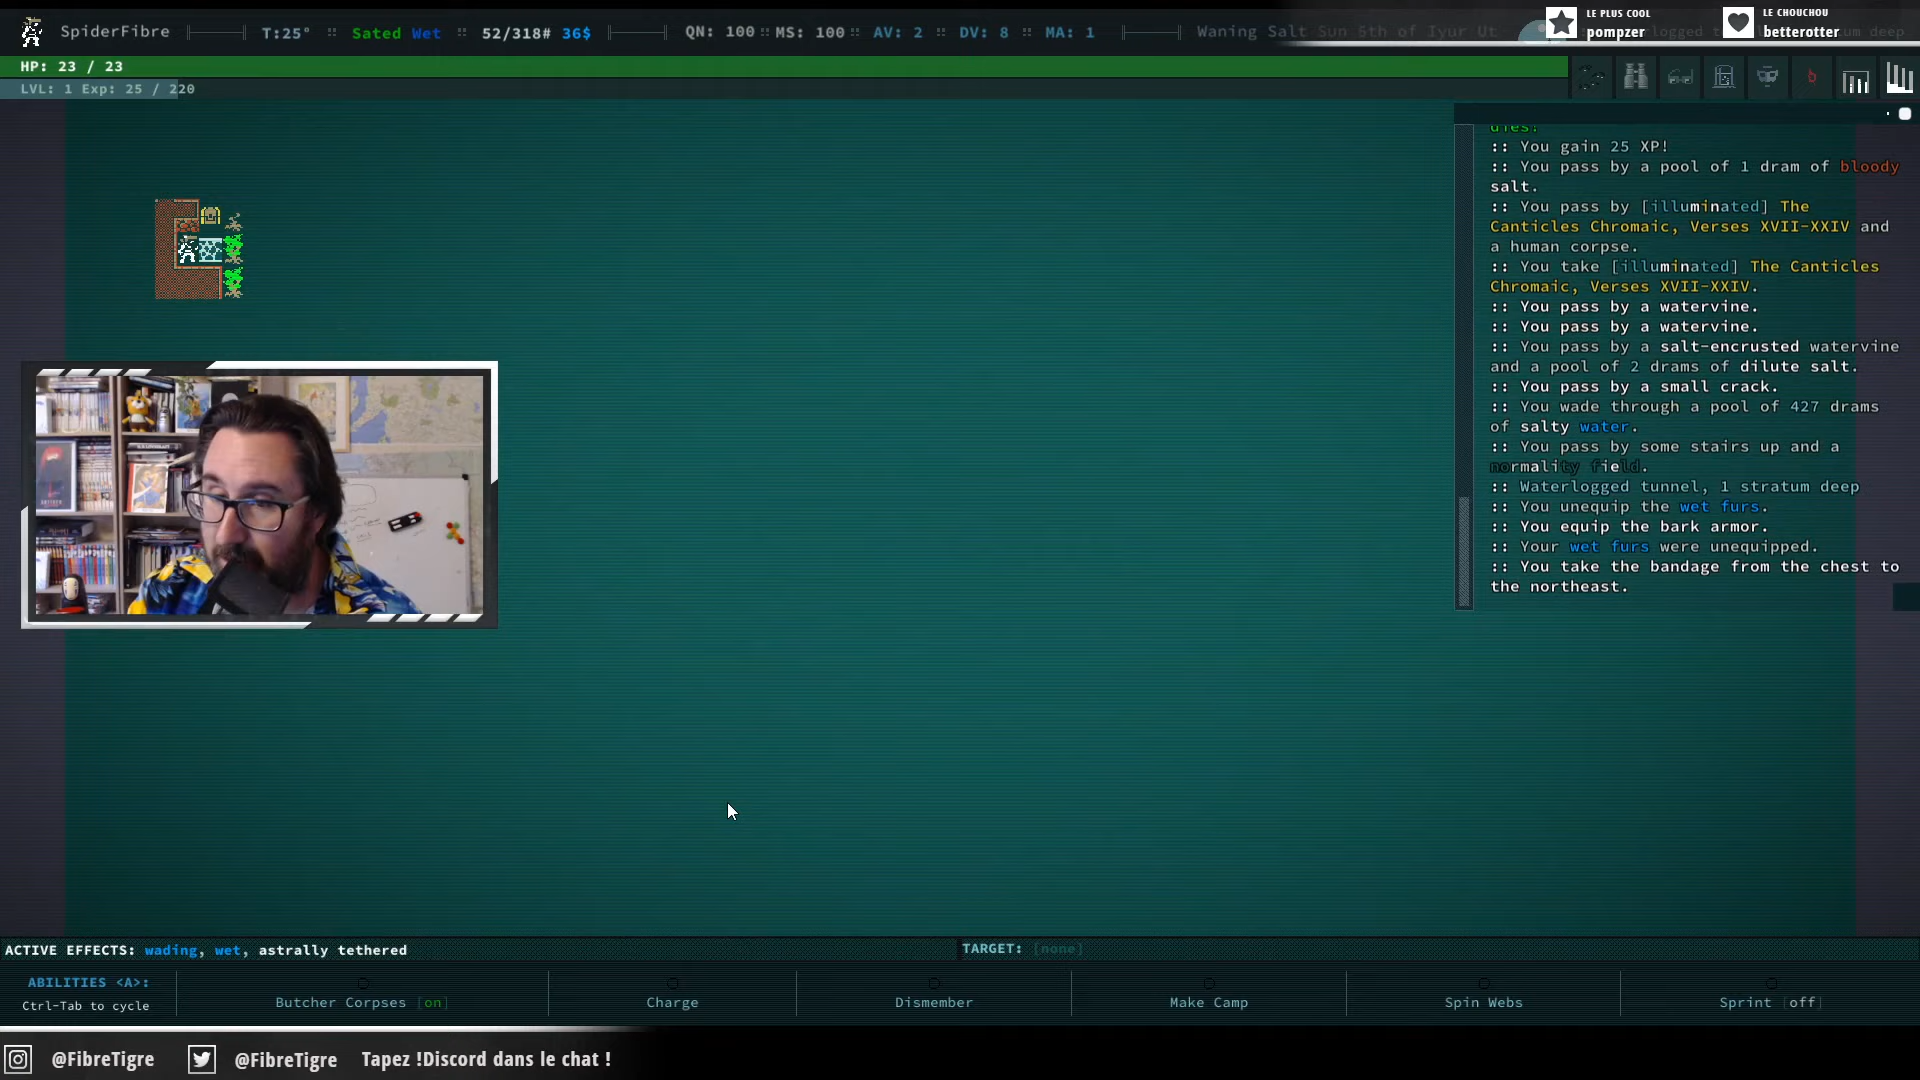 SpiderFibre T:25° :: Sated Wet :: 52/318# 36$ QN: 100 :: MS: 100 :: AV: 2 :: DV: 8 :: MA: 1 Waning Salt Sun 5th of Iyur Ut
LE PLUS COOL
pompzer
LE CHOUCHOU
betterotter
HP: 23 / 23
LVL: 1 Exp: 25 / 220
dies!
:: You gain 25 XP!
:: You pass by a pool of 1 dram of bloody
salt.
:: You pass by [illuminated] The
Canticles Chromaic, Verses XVII-XXIV and
a human corpse.
:: You take [illuminated] The Canticles
Chromaic, Verses XVII-XXIV.
:: You pass by a watervine.
:: You pass by a watervine.
:: You pass by a salt-encrusted watervine
and a pool of 2 drams of dilute salt.
:: You pass by a small crack.
:: You wade through a pool of 427 drams
of salty water.
:: You pass by some stairs up and a
normality field.
:: Waterlogged tunnel, 1 stratum deep
:: You unequip the wet furs.
:: You equip the bark armor.
:: Your wet furs were unequipped.
:: You take the bandage from the chest to
the northeast.
ACTIVE EFFECTS: wading, wet, astrally tethered
TARGET: [none]
ABILITIES <A>:
Ctrl-Tab to cycle
Butcher Corpses [on]
Charge
Dismember
Make Camp
Spin Webs
Sprint [off]
@FibreTigre @FibreTigre Tapez !Discord dans le chat !